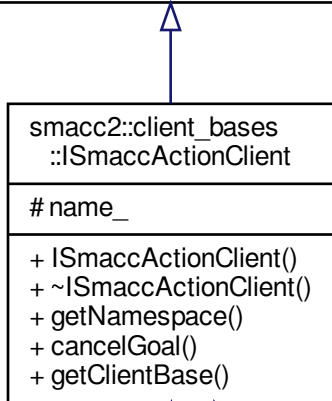 smacc2::client_bases
::ISmaccActionClient
# name_
+ ISmaccActionClient()
+ ~ISmaccActionClient()
+ getNamespace()
+ cancelGoal()
+ getClientBase()